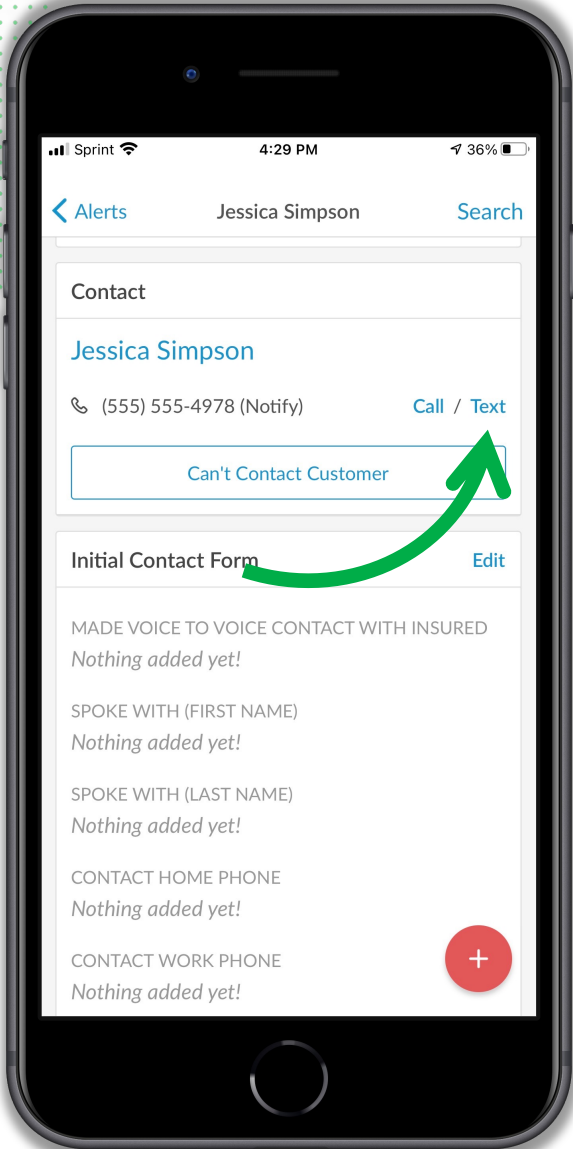 Sprint 4:29 PM 36%
Alerts Jessica Simpson Search
Contact
Jessica Simpson
(555) 555-4978 (Notify) Call / Text
Can't Contact Customer
Initial Contact Form Edit
MADE VOICE TO VOICE CONTACT WITH INSURED
Nothing added yet!
SPOKE WITH (FIRST NAME)
Nothing added yet!
SPOKE WITH (LAST NAME)
Nothing added yet!
CONTACT HOME PHONE
Nothing added yet!
CONTACT WORK PHONE
Nothing added yet!
+